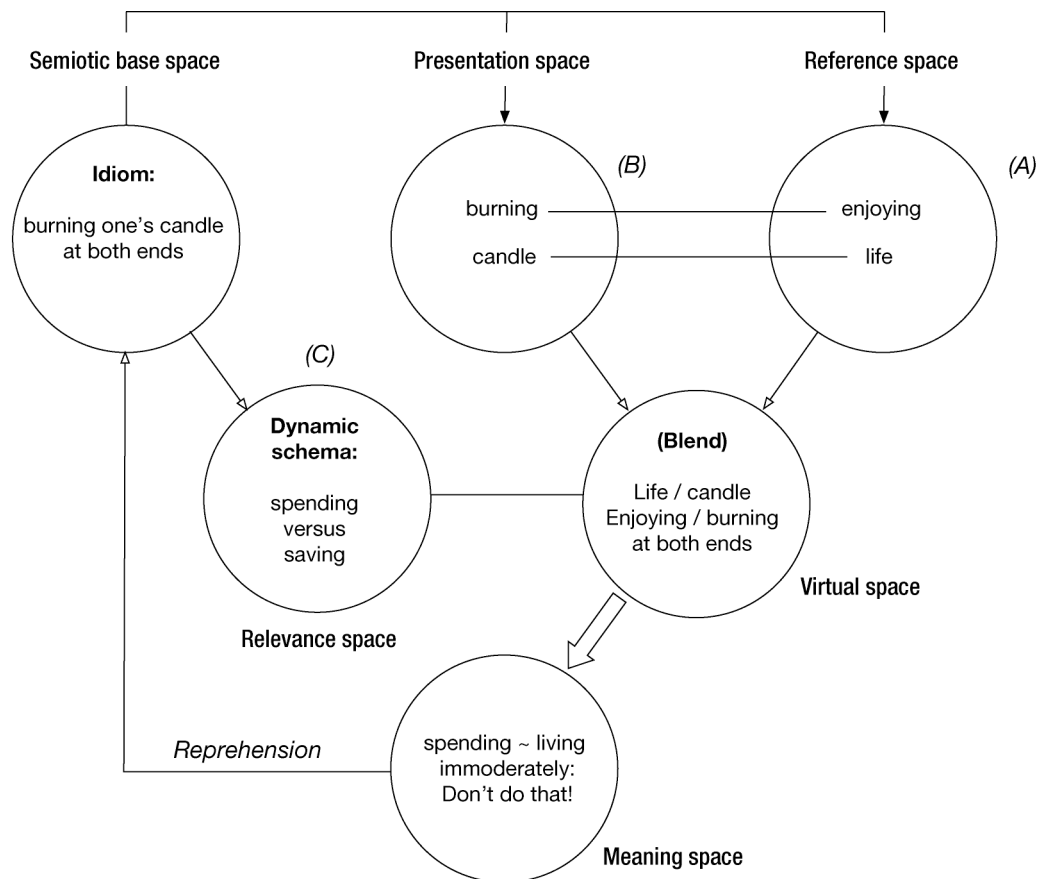 Semiotic base space
Presentation space
Reference space
Idiom:
burning one’s candle
at both ends
(B)
burning
candle
(A)
enjoying
life
(C)
Dynamic
schema:
spending
versus
saving
Relevance space
(Blend)
Life / candle
Enjoying / burning
at both ends
Virtual space
Reprehension
spending ~ living
immoderately:
Don’t do that!
Meaning space